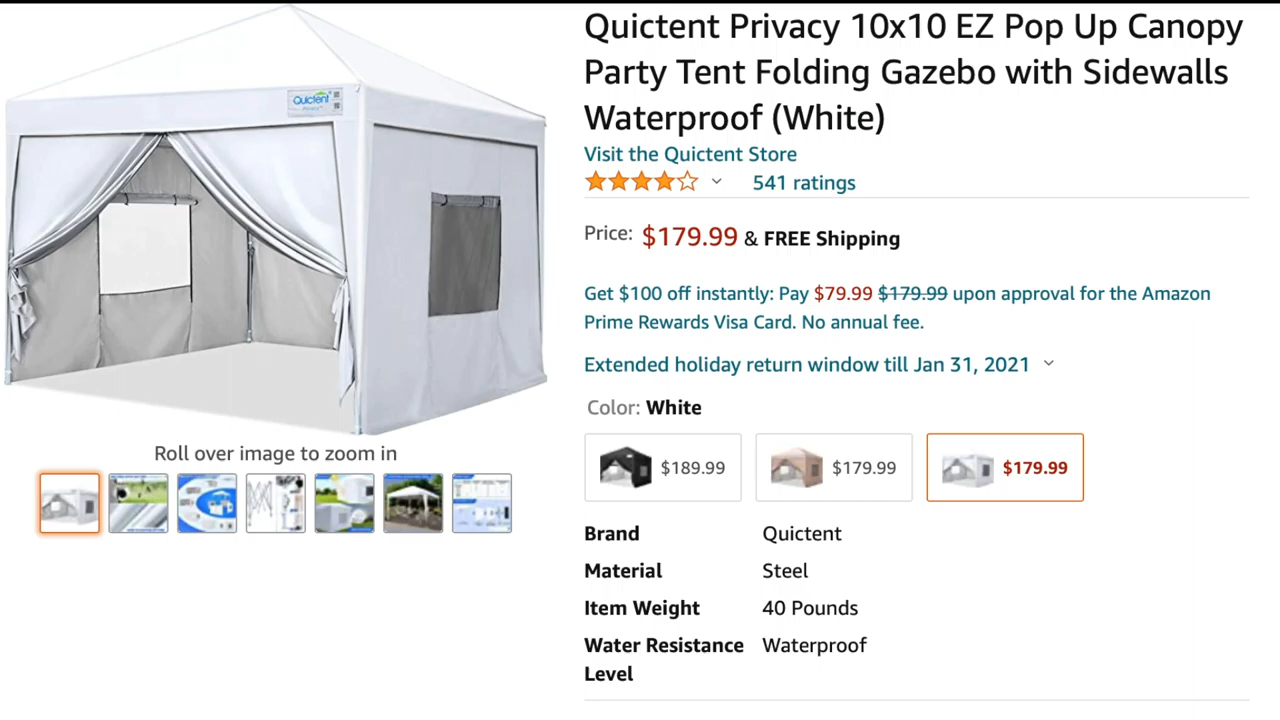 Quictent Privacy 10x10 EZ Pop Up Canopy
Party Tent Folding Gazebo with Sidewalls
Waterproof (White)
Visit the Quictent Store
541 ratings
Price: $179.99 & FREE Shipping
Get $100 off instantly: Pay $79.99 $179.99 upon approval for the Amazon
Prime Rewards Visa Card. No annual fee.
Extended holiday return window till Jan 31, 2021
Color: White
$189.99
$179.99
$179.99
Brand Quictent
Material Steel
Item Weight 40 Pounds
Water Resistance Waterproof
Level
Quictent
Privacy
Roll over image to zoom in